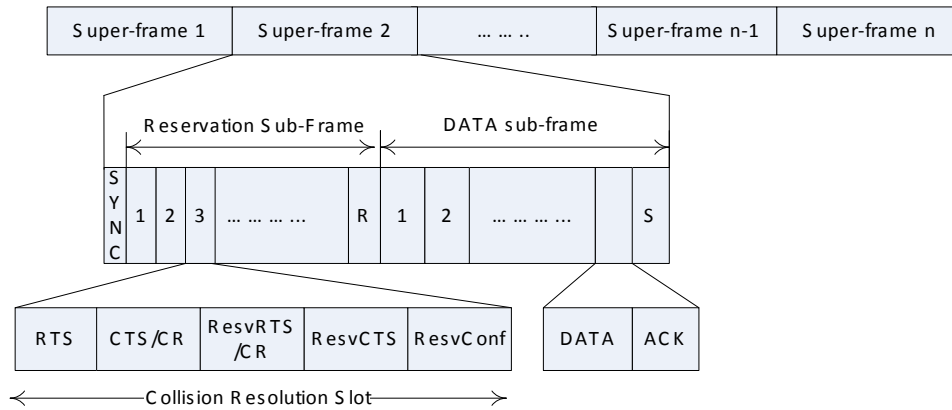 Super-frame 1 Super-frame 2 ... ... .. Super-frame n-1 Super-frame n
Reservation Sub-Frame DATA sub-frame
SYNC 1 2 3 ... ... ... ... R 1 2 ... ... ... ... S
RTS CTS/CR ResvRTS/CR ResvCTS ResvConf DATA ACK
Collision Resolution Slot